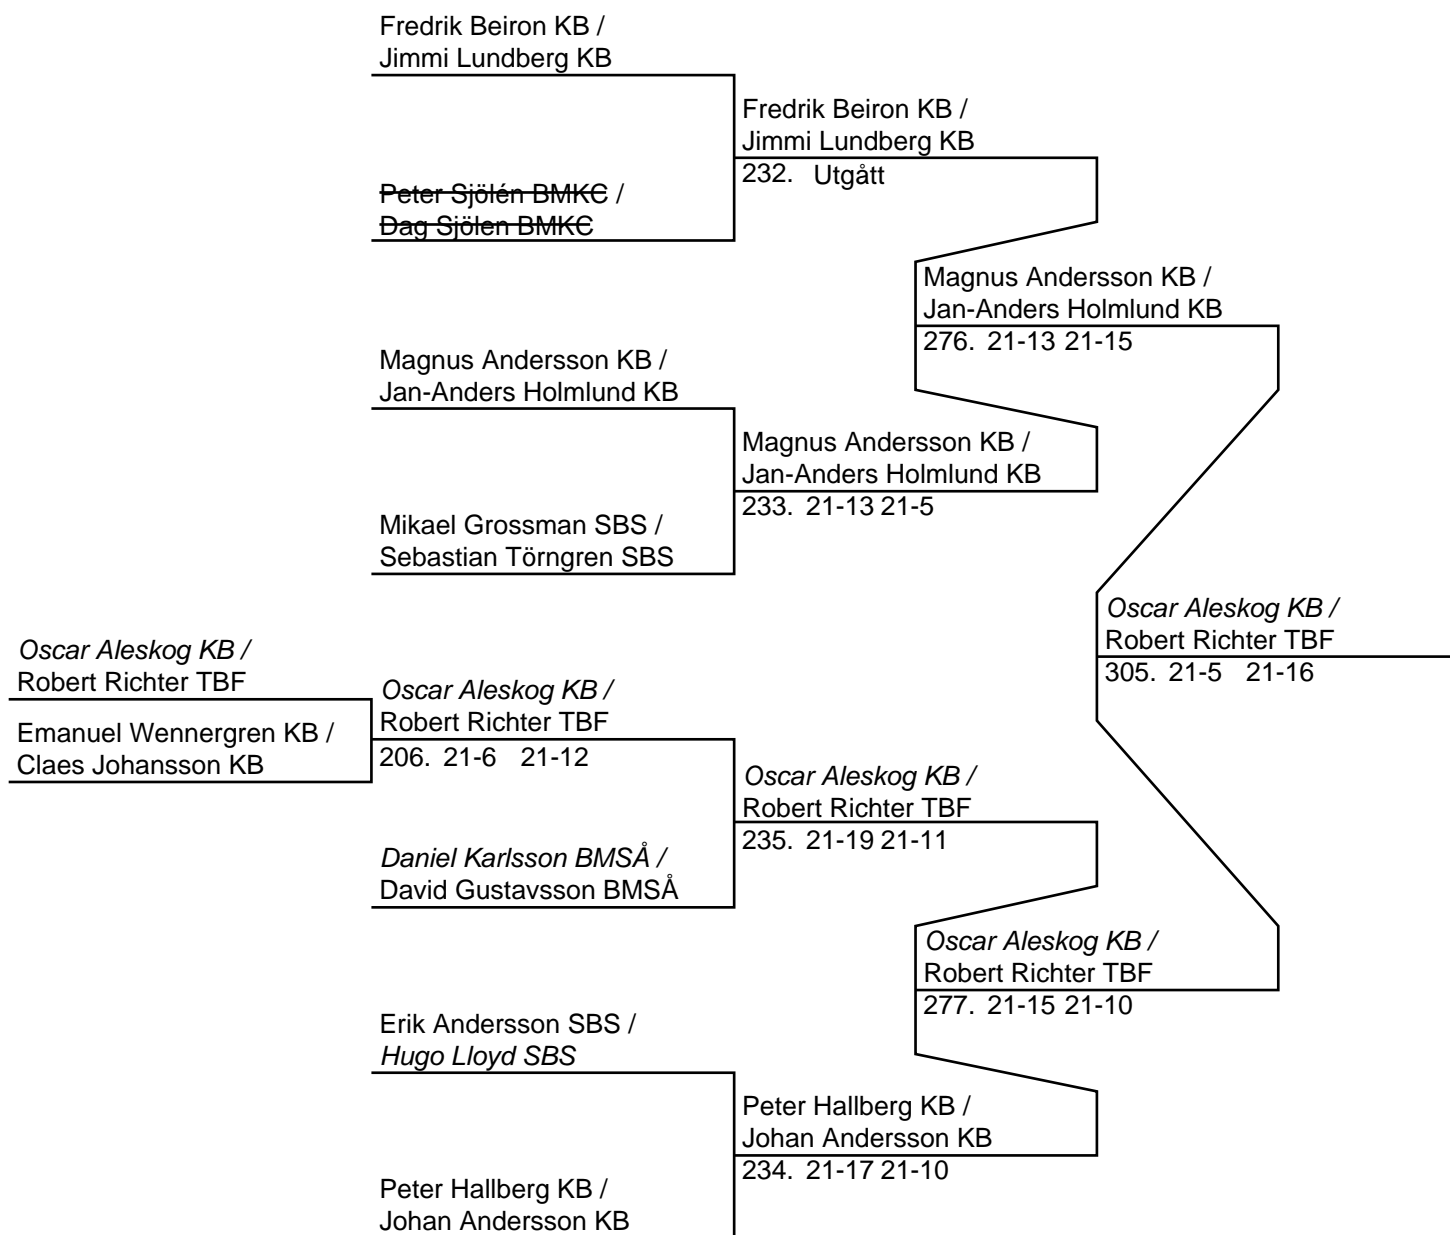 Fredrik Beiron KB /
Jimmi Lundberg KB
Fredrik Beiron KB /
Jimmi Lundberg KB
232. Utgått
Peter Sjölén BMKC /
Dag Sjölen BMKC
Magnus Andersson KB /
Jan-Anders Holmlund KB
276. 21-13 21-15
Magnus Andersson KB /
Jan-Anders Holmlund KB
Magnus Andersson KB /
Jan-Anders Holmlund KB
233. 21-13 21-5
Mikael Grossman SBS /
Sebastian Törngren SBS
Oscar Aleskog KB /
Robert Richter TBF
305. 21-5 21-16
Oscar Aleskog KB /
Robert Richter TBF
Emanuel Wennergren KB /
Claes Johansson KB
Oscar Aleskog KB /
Robert Richter TBF
206. 21-6 21-12
Oscar Aleskog KB /
Robert Richter TBF
235. 21-19 21-11
Daniel Karlsson BMSÅ /
David Gustavsson BMSÅ
Oscar Aleskog KB /
Robert Richter TBF
277. 21-15 21-10
Erik Andersson SBS /
Hugo Lloyd SBS
Peter Hallberg KB /
Johan Andersson KB
234. 21-17 21-10
Peter Hallberg KB /
Johan Andersson KB